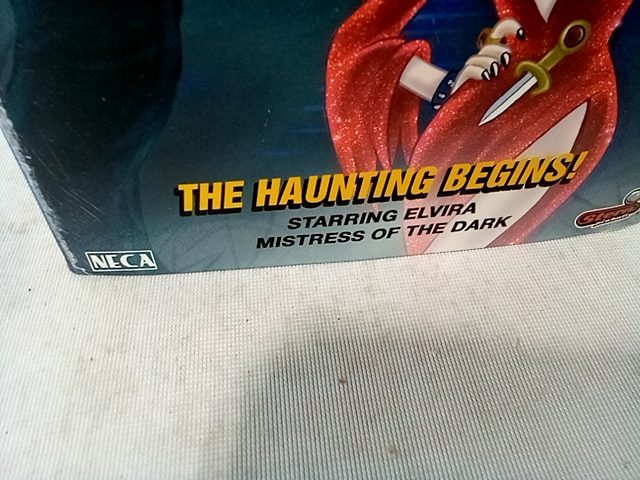 THE HAUNTING BEGINS!
STARRING ELVIRA
MISTRESS OF THE DARK
NECA